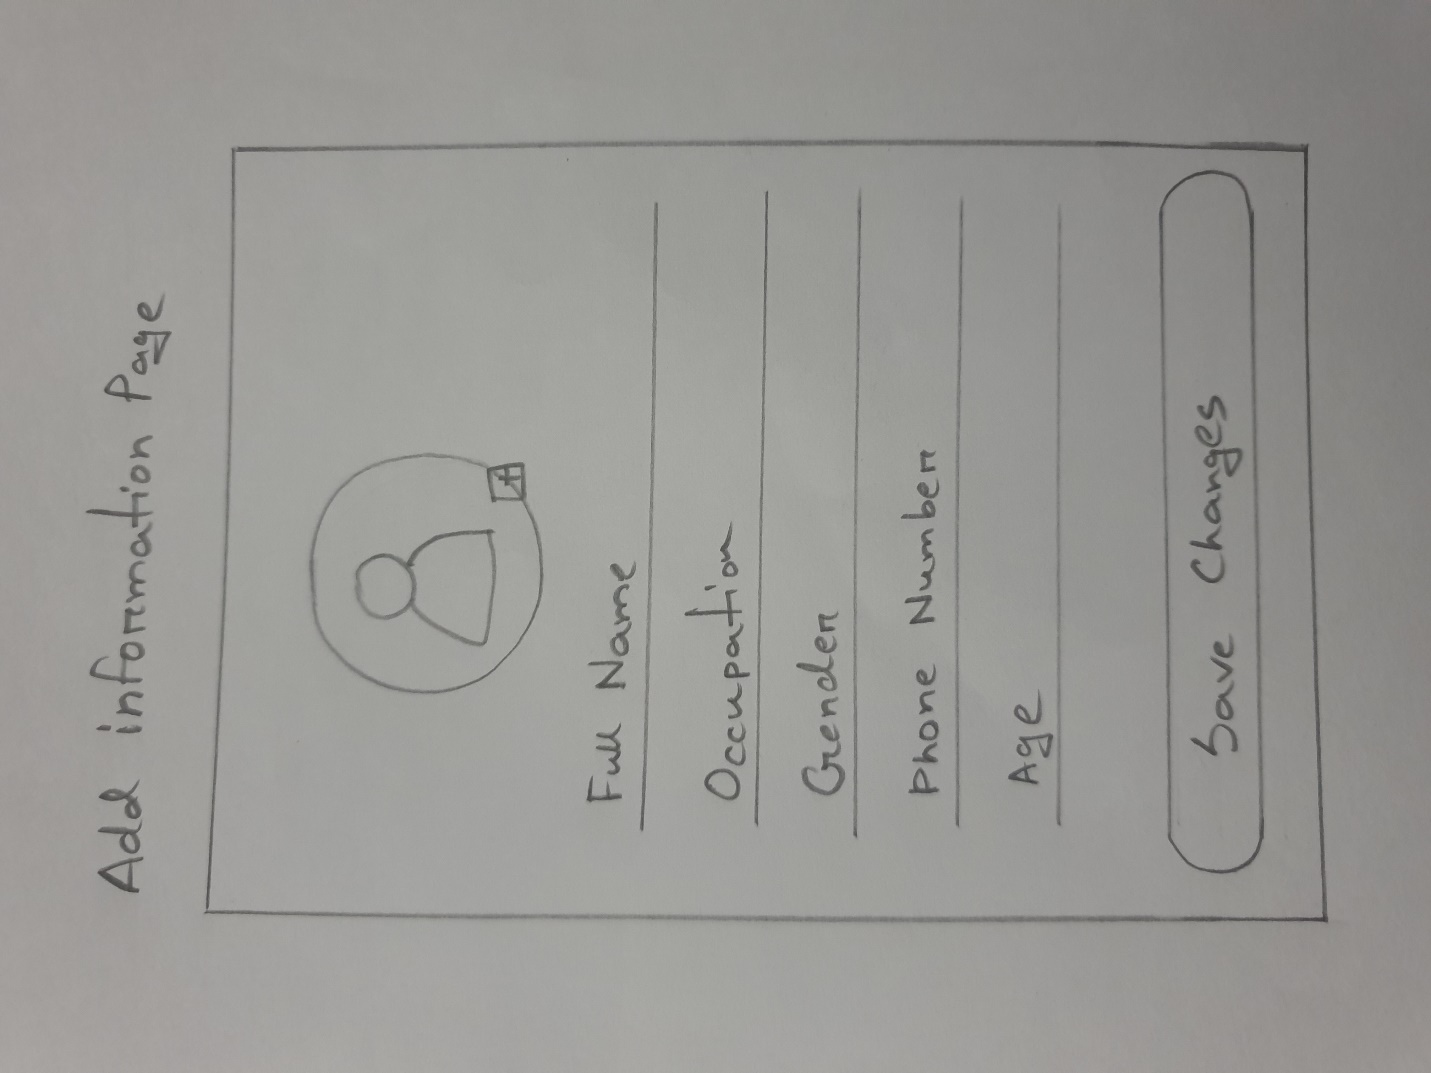 Add information Page
Full Name
Occupation
Gender
Phone Number
Age
Save Changes